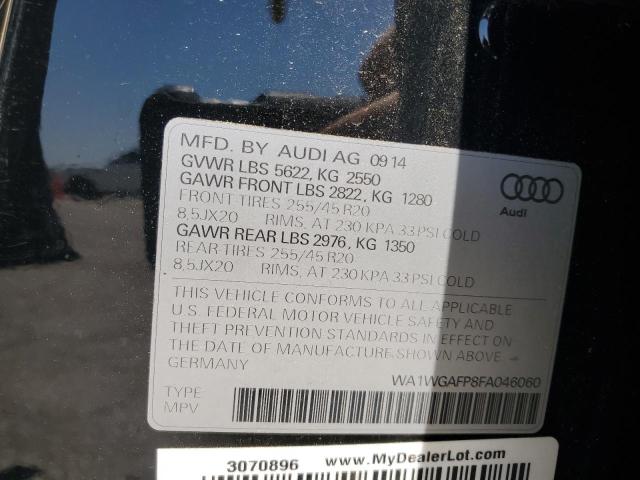 MFD. BY AUDI AG 09 14
GVWR LBS 5622, KG 2550
GAWR FRONT LBS 2822, KG 1280
FRONT TIRES 255/45 R20
8,5JX20 RIMS, AT 230 KPA 33 PSI COLD
GAWR REAR LBS 2976, KG 1350
REAR TIRES 255/45 R20
8,5JX20 RIMS, AT 230 KPA 33 PSI COLD
Audi
THIS VEHICLE CONFORMS TO ALL APPLICABLE
U.S. FEDERAL MOTOR VEHICLE SAFETY AND
THEFT PREVENTION STANDARDS IN EFFECT ON
THE DATE OF MANUFACTURE SHOWN ABOVE.
GERMANY
WA1WGAFP8FA046060
TYPE:
MPV
3070896 www.MyDealerLot.com